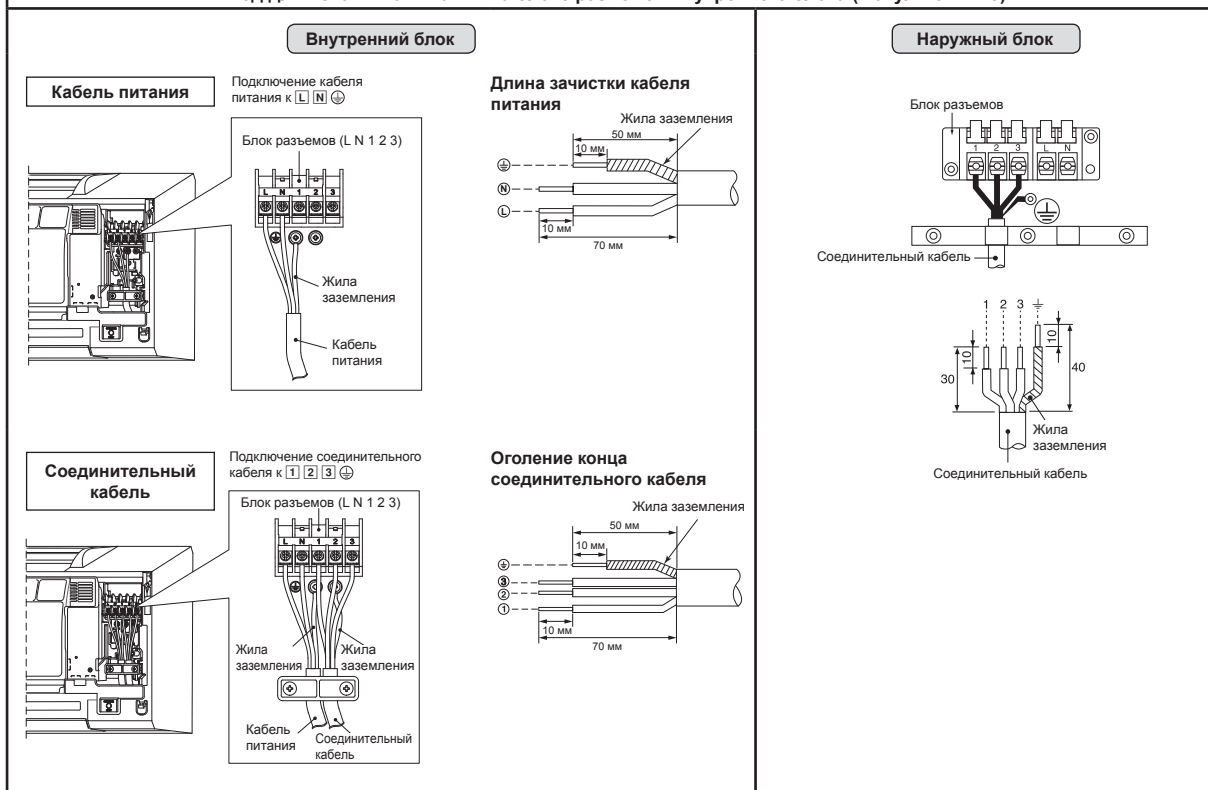 Внутренний блок
Кабель питания
Подключение кабеля
питания к L N
Блок разъемов (L N 1 2 3)
L N 1 2 3
Жила
заземления
Кабель
питания
Длина зачистки кабеля
питания
Жила заземления
50 мм
10 мм
N
L
10 мм
70 мм
Соединительный
кабель
Подключение соединительного
кабеля к 1 2 3
Блок разъемов (L N 1 2 3)
L N 1 2 3
Жила
заземления
Жила
заземления
Кабель
питания
Соединительный
кабель
Оголение конца
соединительного кабеля
Жила заземления
50 мм
10 мм
3
2
1
10 мм
70 мм
Наружный блок
Блок разъемов
1 2 3 L N
Соединительный кабель
1 2 3
10
10
30
40
Жила
заземления
Соединительный кабель